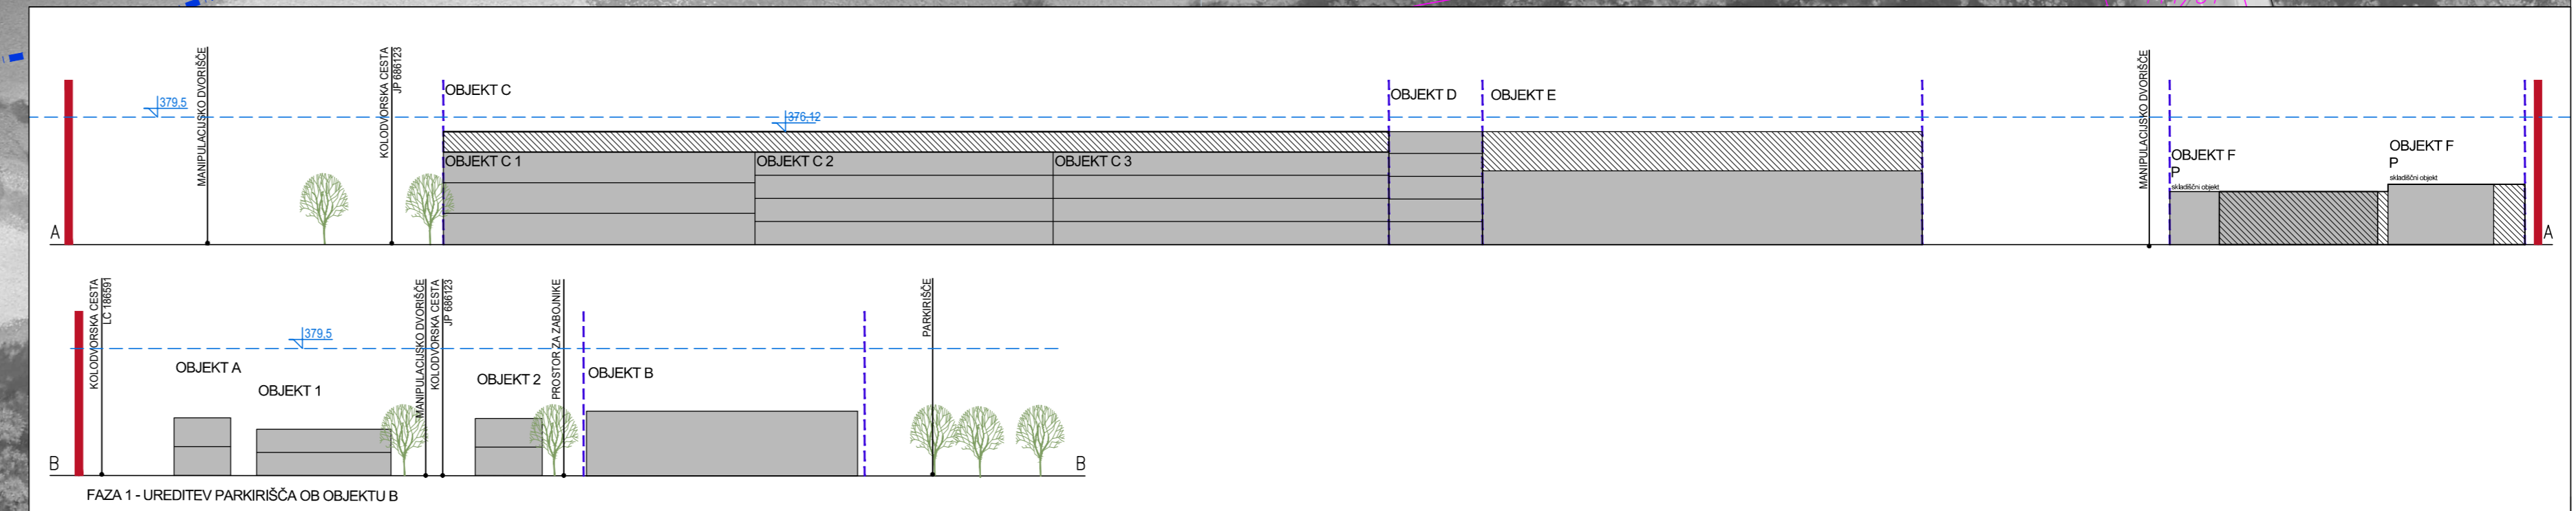 379,5
MANIPULACIJSKO DVORIŠČE
KOLODVORSKA CESTA
JP 686123
OBJEKT C
376,12
OBJEKT D
OBJEKT E
MANIPULACIJSKO DVORIŠČE
OBJEKT C 1
OBJEKT C 2
OBJEKT C 3
OBJEKT F
P
skladiščni objekt
OBJEKT F
P
skladiščni objekt
A
A
KOLODVORSKA CESTA
LC 186591
OBJEKT A
379,5
OBJEKT 1
MANIPULACIJSKO DVORIŠČE
KOLODVORSKA CESTA
JP 686123
OBJEKT 2
PROSTOR ZA ZABOJNIKE
OBJEKT B
PARKIRIŠČE
B
B
FAZA 1 - UREDITEV PARKIRIŠČA OB OBJEKTU B